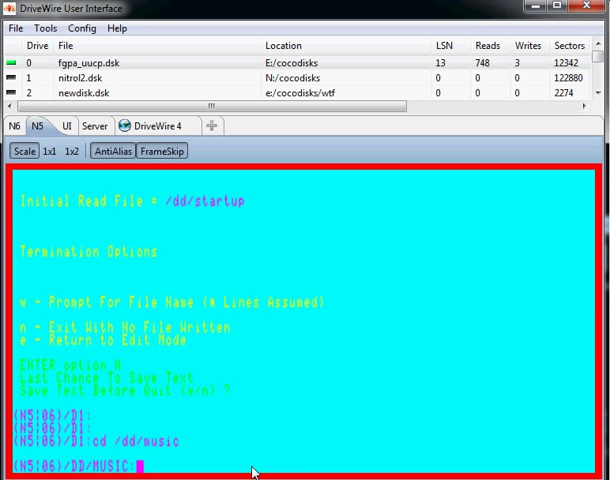 DriveWire User Interface
File Tools Config Help
Drive File Location LSN Reads Writes Sectors
0 fgpa_uucp.dsk E:/cocodisks 13 748 3 12342
1 nitrol2.dsk N:/cocodisks 0 0 0 122880
2 newdisk.dsk e:/cocodisks/wtf 0 0 0 2274
N6 N5 UI Server DriveWire 4
Scale 1x1 1x2 AntiAlias FrameSkip
Initial Read File = /dd/startup
Termination Options
w - Prompt For File Name (* Lines Assumed)
n - Exit With No File Written
e - Return to Edit Mode
ENTER option N
Last Chance To Save Text
Save Text Before Quit (w/n) ?
(N5:06)/D1:
(N5:06)/D1:
(N5:06)/D1:cd /dd/music
(N5:06)/DD/MUSIC: